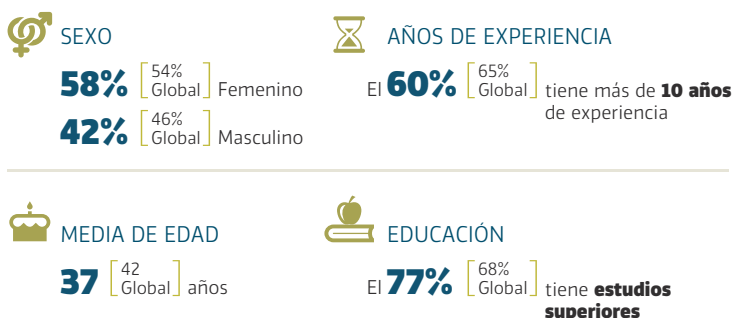 SEXO
58% [54% Global] Femenino
42% [46% Global] Masculino
AÑOS DE EXPERIENCIA
El 60% [65% Global] tiene más de 10 años
de experiencia
MEDIA DE EDAD
37 [42 Global] años
EDUCACIÓN
El 77% [68% Global] tiene estudios
superiores